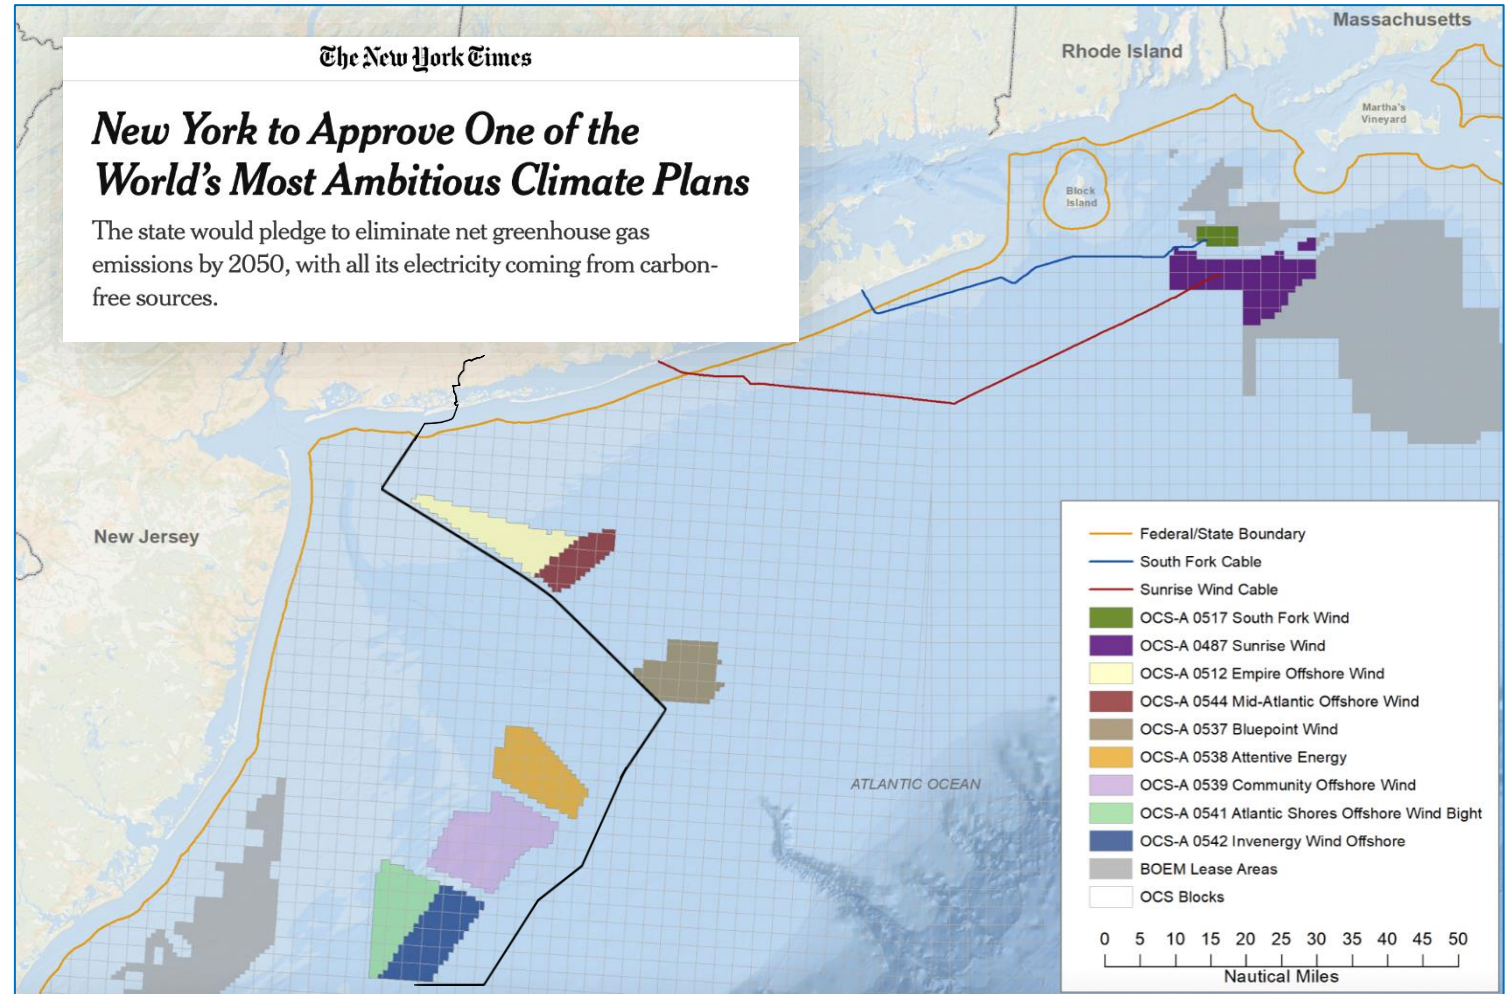 Massachusetts
Rhode Island
The New York Times
New York to Approve One of the
World's Most Ambitious Climate Plans
The state would pledge to eliminate net greenhouse gas
emissions by 2050, with all its electricity coming from carbon-
free sources.
Martha's
Vineyard
Block
Island
New Jersey
ATLANTIC OCEAN
Federal/State Boundary
South Fork Cable
Sunrise Wind Cable
OCS-A 0517 South Fork Wind
OCS-A 0487 Sunrise Wind
OCS-A 0512 Empire Offshore Wind
OCS-A 0544 Mid-Atlantic Offshore Wind
OCS-A 0537 Bluepoint Wind
OCS-A 0538 Attentive Energy
OCS-A 0539 Community Offshore Wind
OCS-A 0541 Atlantic Shores Offshore Wind Bight
OCS-A 0542 Invenergy Wind Offshore
BOEM Lease Areas
OCS Blocks
0 5 10 15 20 25 30 35 40 45 50
Nautical Miles